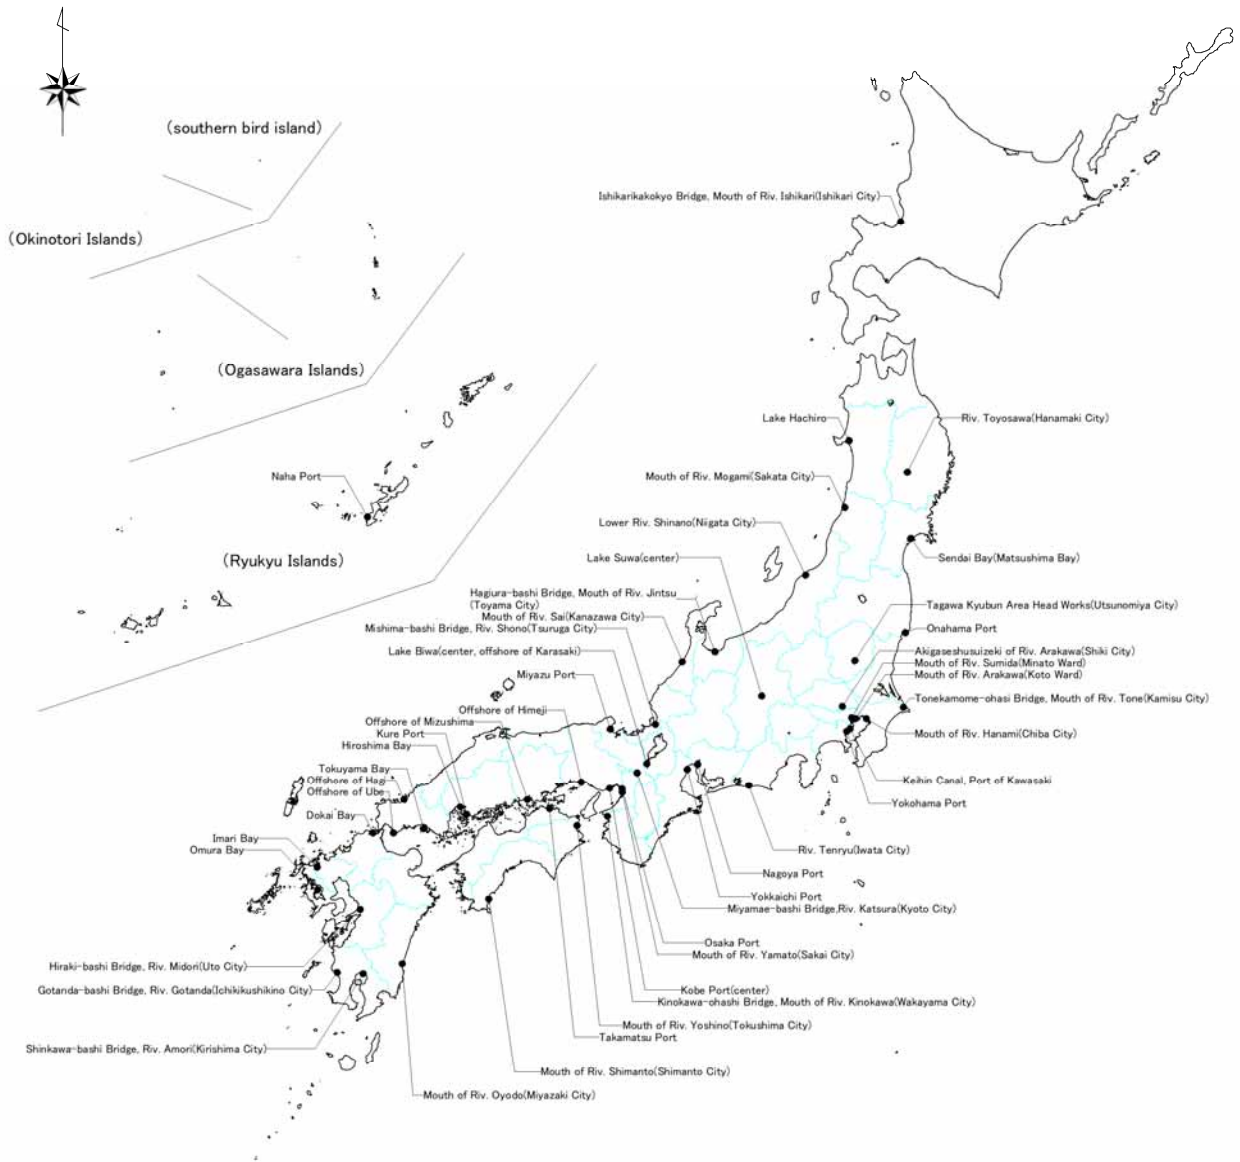 (southern bird island)
Ishikarikakokyo Bridge, Mouth of Riv. Ishikari(Ishikari City)
(Okinotori Islands)
(Ogasawara Islands)
Lake Hachiro
Riv. Toyosawa(Hanamaki City)
Naha Port
Mouth of Riv. Mogami(Sakata City)
Lower Riv. Shinano(Niigata City)
(Ryukyu Islands)
Lake Suwa(center)
Sendai Bay(Matsushima Bay)
Hagiura-bashi Bridge, Mouth of Riv. Jintsu
(Toyama City)
Tagawa Kyubun Area Head Works(Utsunomiya City)
Mouth of Riv. Sai(Kanazawa City)
Mishima-bashi Bridge, Riv. Shono(Tsuruga City)
Onahama Port
Lake Biwa(center, offshore of Karasaki)
Akigaseshusuizeki of Riv. Arakawa(Shiki City)
Mouth of Riv. Sumida(Minato Ward)
Miyazu Port
Mouth of Riv. Arakawa(Koto Ward)
Tonekamome-ohasi Bridge, Mouth of Riv. Tone(Kamisu City)
Offshore of Himeji
Offshore of Mizushima
Kure Port
Mouth of Riv. Hanami(Chiba City)
Hiroshima Bay
Tokuyama Bay
Offshore of Hagi
Keihin Canal, Port of Kawasaki
Offshore of Ube
Yokohama Port
Dokai Bay
Imari Bay
Omura Bay
Riv. Tenryu(Iwata City)
Nagoya Port
Yokkaichi Port
Miyamae-bashi Bridge,Riv. Katsura(Kyoto City)
Osaka Port
Mouth of Riv. Yamato(Sakai City)
Hiraki-bashi Bridge, Riv. Midori(Uto City)
Gotanda-bashi Bridge, Riv. Gotanda(Ichikikushikino City)
Kobe Port(center)
Kinokawa-ohashi Bridge, Mouth of Riv. Kinokawa(Wakayama City)
Mouth of Riv. Yoshino(Tokushima City)
Takamatsu Port
Shinkawa-bashi Bridge, Riv. Amori(Kirishima City)
Mouth of Riv. Shimanto(Shimanto City)
Mouth of Riv. Oyodo(Miyazaki City)